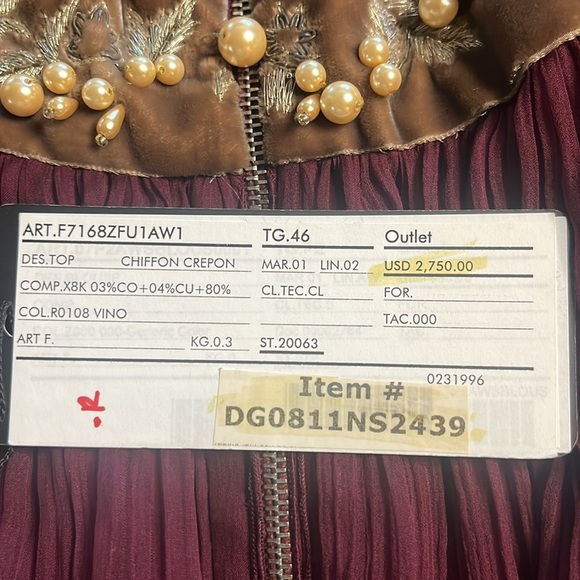 ART.F7168ZFU1AW1 TG.46 Outlet
DES.TOP CHIFFON CREPON MAR.01 LIN.02 USD 2,750.00
COMP.X8K 03%CO+04%CU+80% CL.TEC.CL FOR.
COL.R0108 VINO TAC.000
ART F. KG.0.3 ST.20063
0231996
.R
Item #
DG0811NS2439